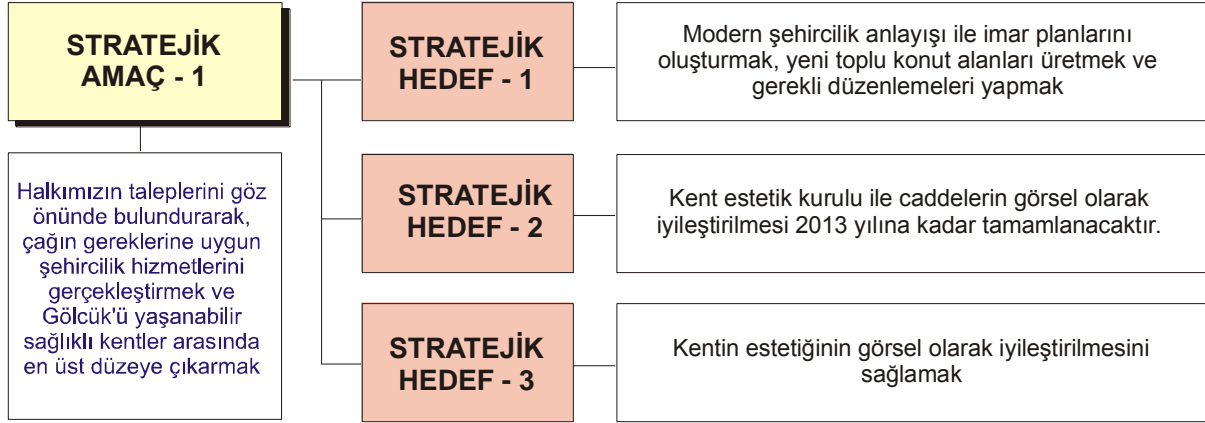 STRATEJİK
AMAÇ - 1
Halkımızın taleplerini göz
önünde bulundurarak,
çağın gereklerine uygun
şehircilik hizmetlerini
gerçekleştirmek ve
Gölcük'ü yaşanabilir
sağlıklı kentler arasında
en üst düzeye çıkarmak
STRATEJİK
HEDEF - 1
Modern şehircilik anlayışı ile imar planlarını
oluşturmak, yeni toplu konut alanları üretmek ve
gerekli düzenlemeleri yapmak
STRATEJİK
HEDEF - 2
Kent estetik kurulu ile caddelerin görsel olarak
iyileştirilmesi 2013 yılına kadar tamamlanacaktır.
STRATEJİK
HEDEF - 3
Kentin estetiğinin görsel olarak iyileştirilmesini
sağlamak